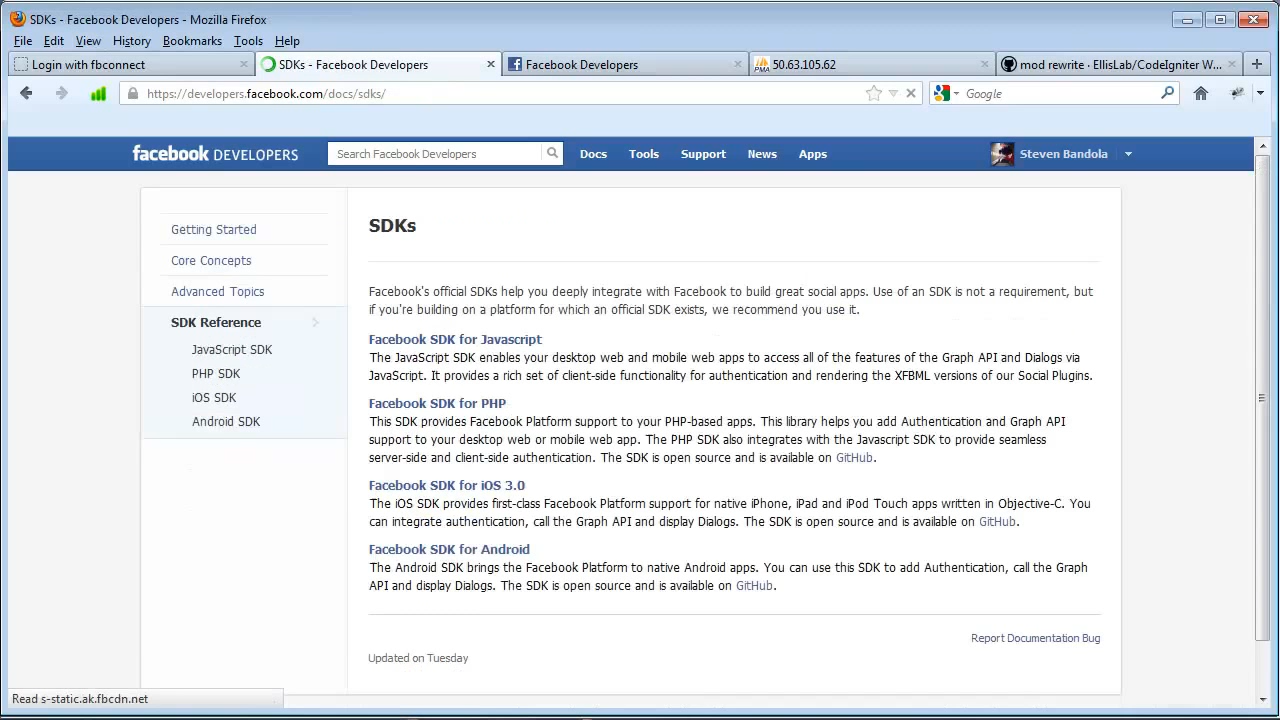 SDKs - Facebook Developers - Mozilla Firefox
File Edit View History Bookmarks Tools Help
Login with fbconnect
SDKs - Facebook Developers
Facebook Developers
PMA 50.63.105.62
mod rewrite · EllisLab/CodeIgniter W...
https://developers.facebook.com/docs/sdks/
Google
facebook DEVELOPERS
Search Facebook Developers
Docs Tools Support News Apps
Steven Bandola
Getting Started
Core Concepts
Advanced Topics
SDK Reference
JavaScript SDK
PHP SDK
iOS SDK
Android SDK
SDKs
Facebook's official SDKs help you deeply integrate with Facebook to build great social apps. Use of an SDK is not a requirement, but
if you're building on a platform for which an official SDK exists, we recommend you use it.
Facebook SDK for Javascript
The JavaScript SDK enables your desktop web and mobile web apps to access all of the features of the Graph API and Dialogs via
JavaScript. It provides a rich set of client-side functionality for authentication and rendering the XFBML versions of our Social Plugins.
Facebook SDK for PHP
This SDK provides Facebook Platform support to your PHP-based apps. This library helps you add Authentication and Graph API
support to your desktop web or mobile web app. The PHP SDK also integrates with the Javascript SDK to provide seamless
server-side and client-side authentication. The SDK is open source and is available on GitHub.
Facebook SDK for iOS 3.0
The iOS SDK provides first-class Facebook Platform support for native iPhone, iPad and iPod Touch apps written in Objective-C. You
can integrate authentication, call the Graph API and display Dialogs. The SDK is open source and is available on GitHub.
Facebook SDK for Android
The Android SDK brings the Facebook Platform to native Android apps. You can use this SDK to add Authentication, call the Graph
API and display Dialogs. The SDK is open source and is available on GitHub.
Report Documentation Bug
Updated on Tuesday
Read s-static.ak.fbcdn.net